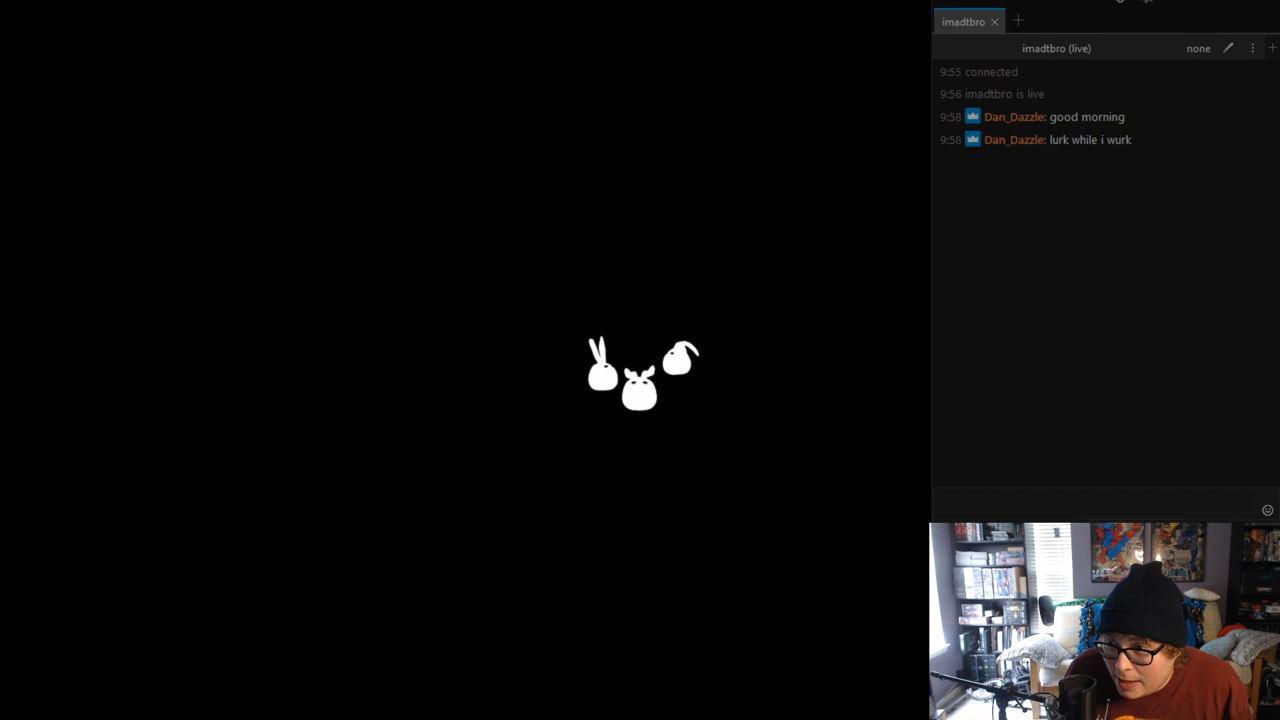 imadtbro
imadtbro (live)
none
9:55 connected
9:56 imadtbro is live
9:58 Dan_Dazzle: good morning
9:58 Dan_Dazzle: lurk while i wurk